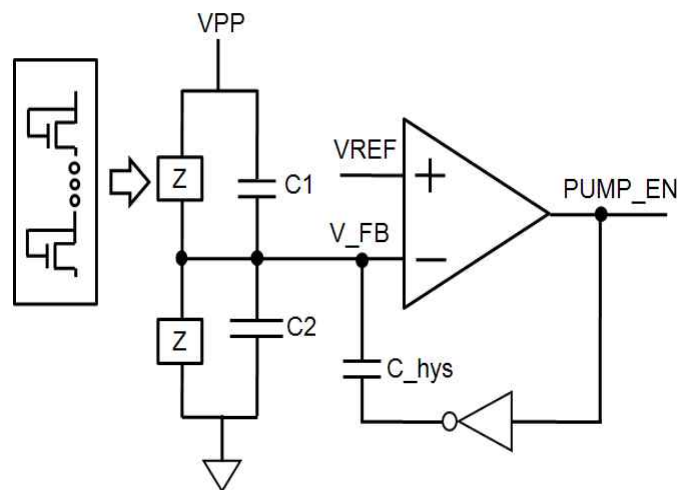 VPP
Z
C1
VREF
+
PUMP_EN
V_FB
−
Z
C2
C_hys